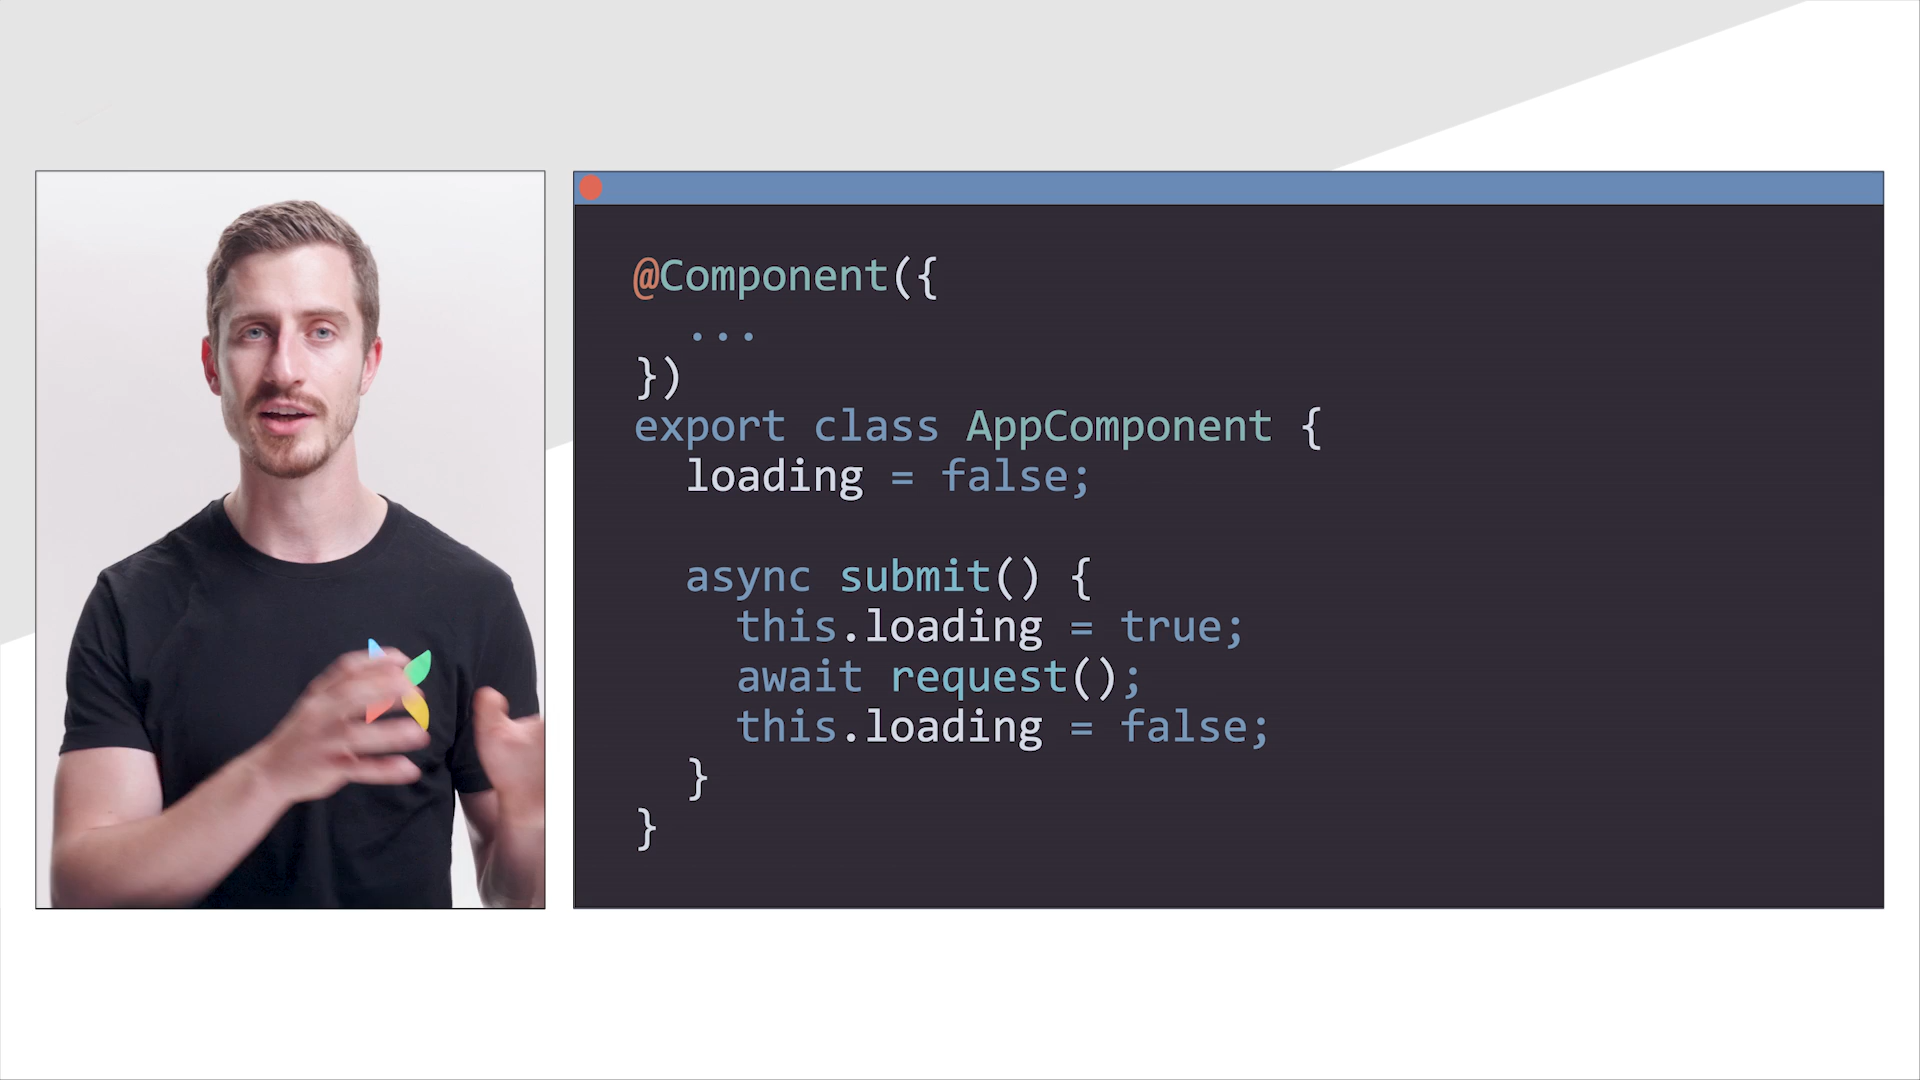 @Component({
...
})
export class AppComponent {
loading = false;
async submit() {
this.loading = true;
await request();
this.loading = false;
}
}